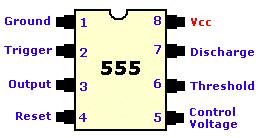 Ground 1 8 Vcc
Trigger 2 7 Discharge
555
Output 3 6 Threshold
Reset 4 5 Control
Voltage